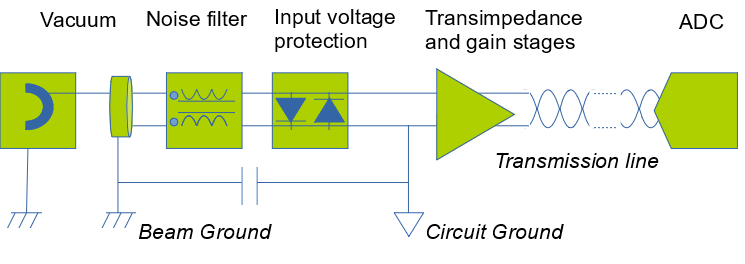 Vacuum
Noise filter
Input voltage
protection
Transimpedance
and gain stages
ADC
Transmission line
Beam Ground
Circuit Ground